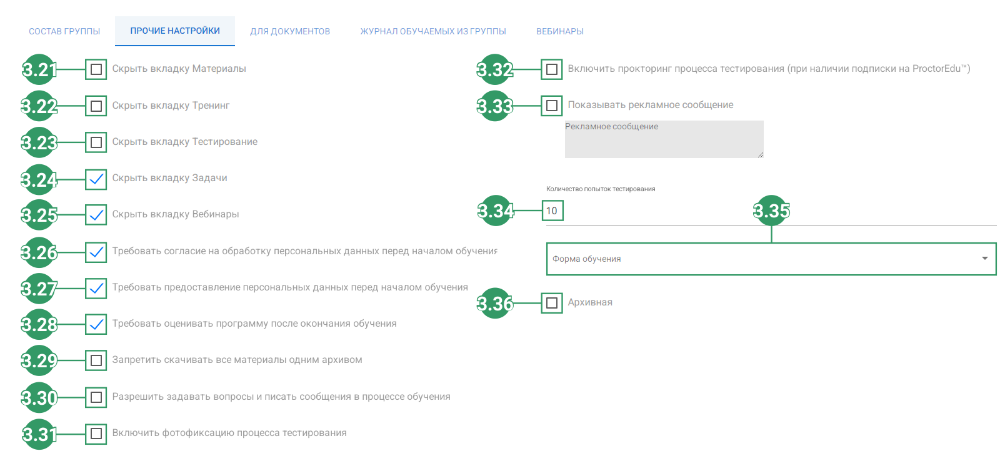 СОСТАВ ГРУППЫ ПРОЧИЕ НАСТРОЙКИ ДЛЯ ДОКУМЕНТОВ ЖУРНАЛ ОБУЧАЕМЫХ ИЗ ГРУППЫ ВЕБИНАРЫ
3.21 Скрыть вкладку Материалы
3.22 Скрыть вкладку Тренинг
3.23 Скрыть вкладку Тестирование
3.24 Скрыть вкладку Задачи
3.25 Скрыть вкладку Вебинары
3.26 Требовать согласие на обработку персональных данных перед началом обучения
3.27 Требовать предоставление персональных данных перед началом обучения
3.28 Требовать оценивать программу после окончания обучения
3.29 Запретить скачивать все материалы одним архивом
3.30 Разрешить задавать вопросы и писать сообщения в процессе обучения
3.31 Включить фотофиксацию процесса тестирования
3.32 Включить прокторинг процесса тестирования (при наличии подписки на ProctorEdu™)
3.33 Показывать рекламное сообщение
Рекламное сообщение
Количество попыток тестирования
3.34 10
3.35
Форма обучения
3.36 Архивная